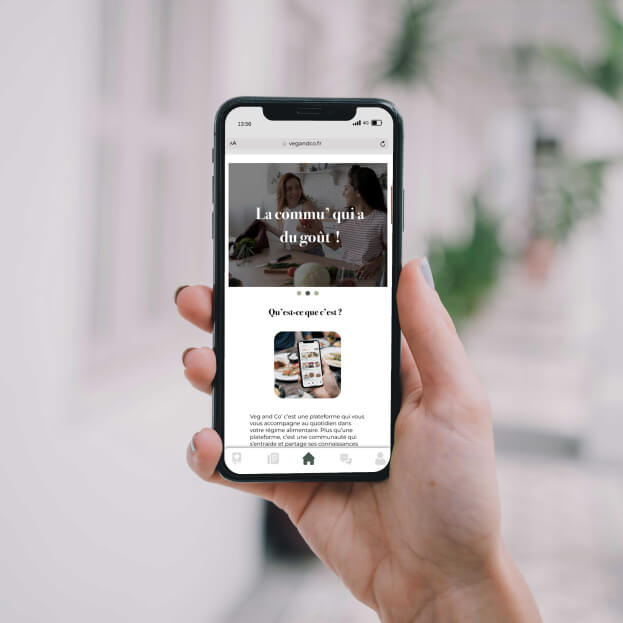 13:56
4G
AA
vegandco.fr
La commu' qui a
du goût !
Qu'est-ce que c'est ?
Veg and Co' c'est une plateforme qui vous
vous accompagne au quotidien dans
votre régime alimentaire. Plus qu'une
plateforme, c'est une communauté qui
s'entraide et partage ses connaissances